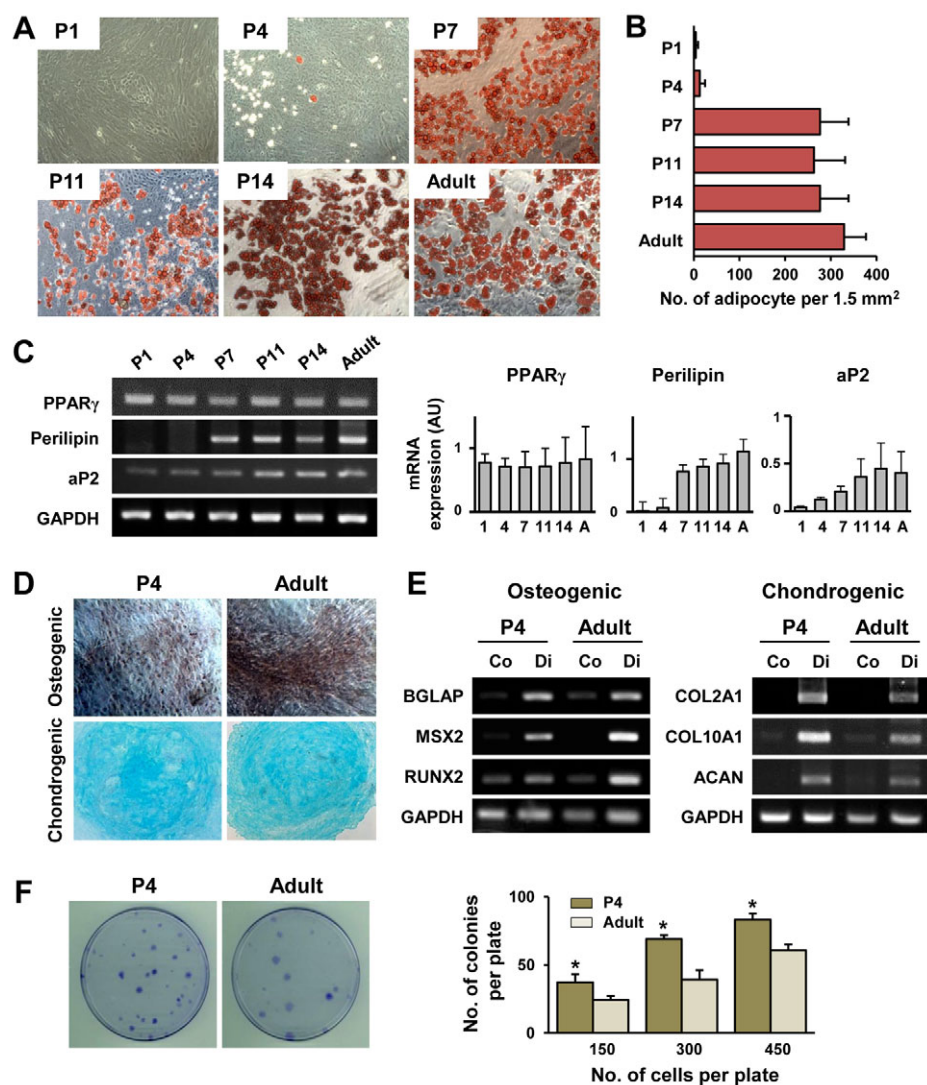 A
P1
P4
P7
P11
P14
Adult
B
P1
P4
P7
P11
P14
Adult
0 100 200 300 400
No. of adipocyte per 1.5 mm²
C
P1 P4 P7 P11 P14 Adult
PPARγ
Perilipin
aP2
GAPDH
mRNA
expression (AU)
PPARγ
1
0
1 4 7 11 14 A
Perilipin
1
0
1 4 7 11 14 A
aP2
1
0.5
0
1 4 7 11 14 A
D
P4 Adult
Osteogenic
Chondrogenic
E
Osteogenic
P4 Adult
Co Di Co Di
BGLAP
MSX2
RUNX2
GAPDH
Chondrogenic
P4 Adult
Co Di Co Di
COL2A1
COL10A1
ACAN
GAPDH
F
P4 Adult
No. of colonies
per plate
100
50
0
P4
Adult
* * *
150 300 450
No. of cells per plate